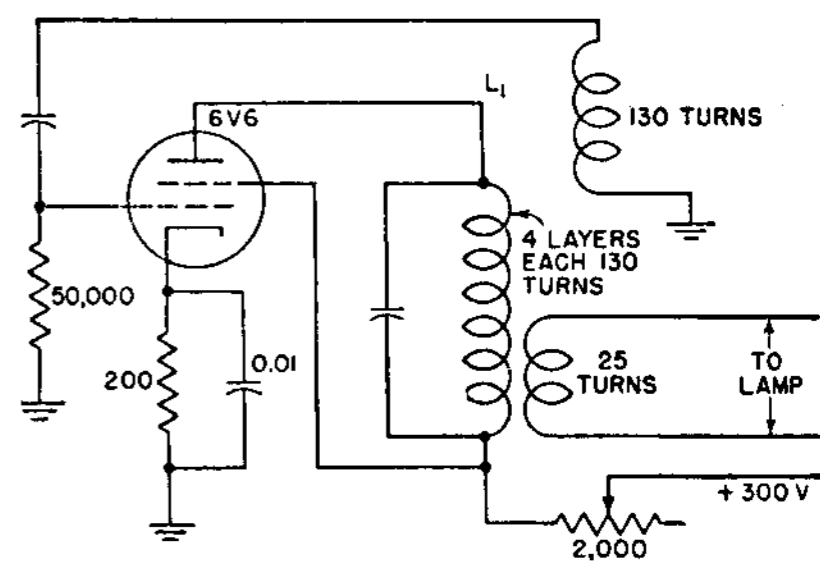 L1
6V6
130 TURNS
4 LAYERS
EACH 130
TURNS
50,000
200
0.01
25
TURNS
TO
LAMP
+300 V
2,000